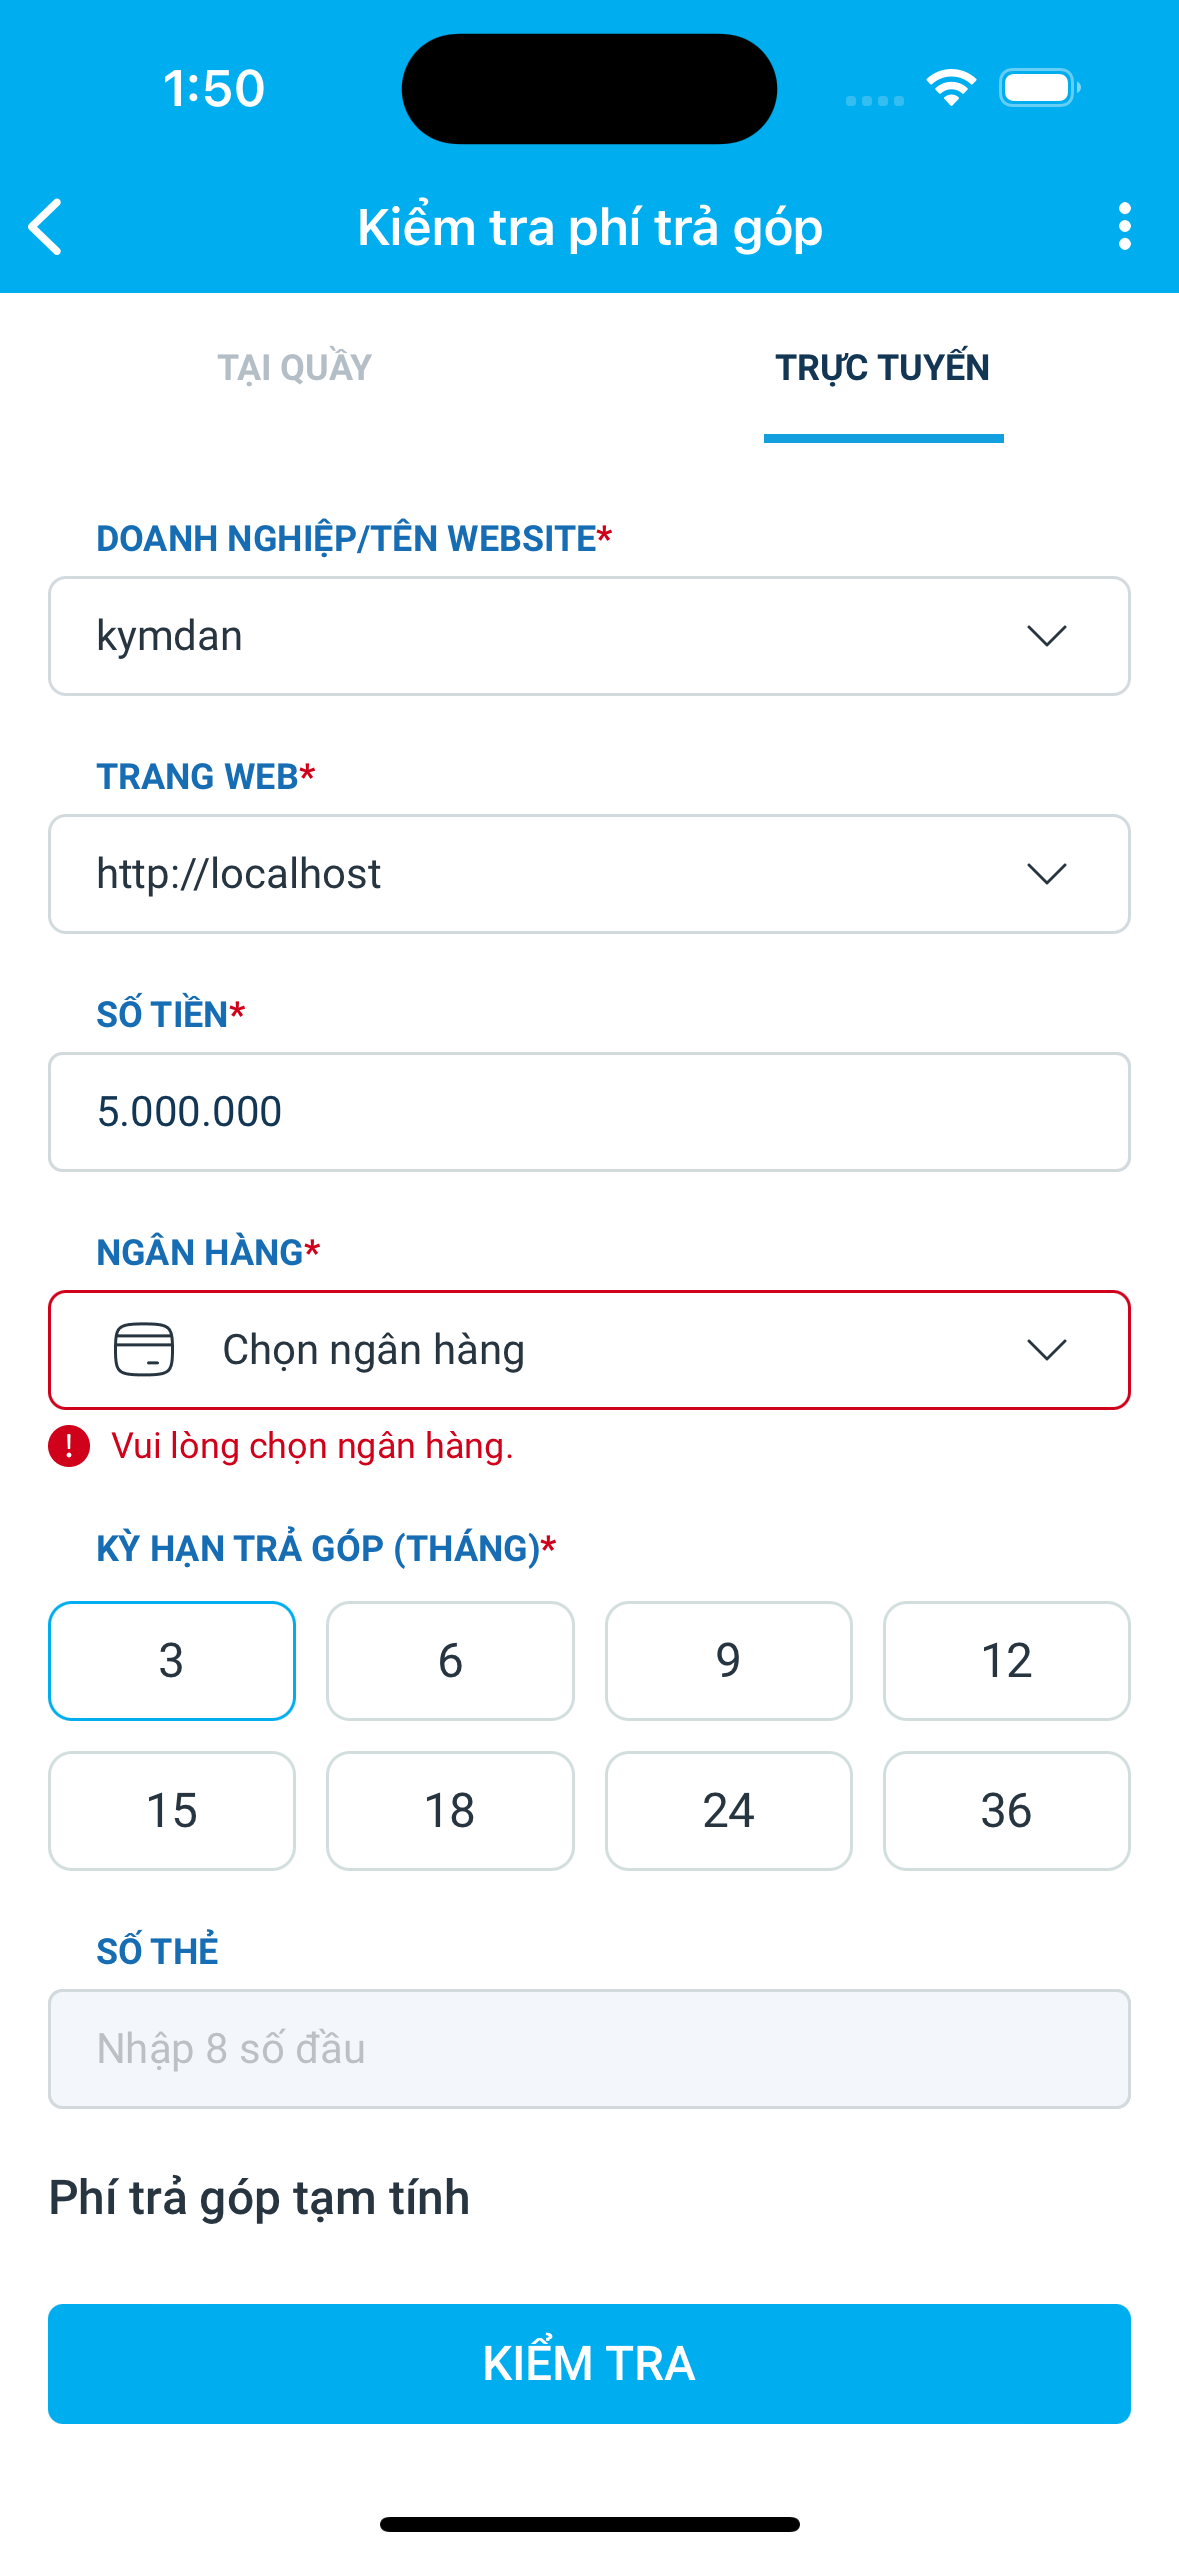 1:50
Kiểm tra phí trả góp
TẠI QUẦY
TRỰC TUYẾN
DOANH NGHIỆP/TÊN WEBSITE*
kymdan
TRANG WEB*
http://localhost
SỐ TIỀN*
5.000.000
NGÂN HÀNG*
Chọn ngân hàng
! Vui lòng chọn ngân hàng.
KỲ HẠN TRẢ GÓP (THÁNG)*
3 6 9 12
15 18 24 36
SỐ THẺ
Nhập 8 số đầu
Phí trả góp tạm tính
KIỂM TRA